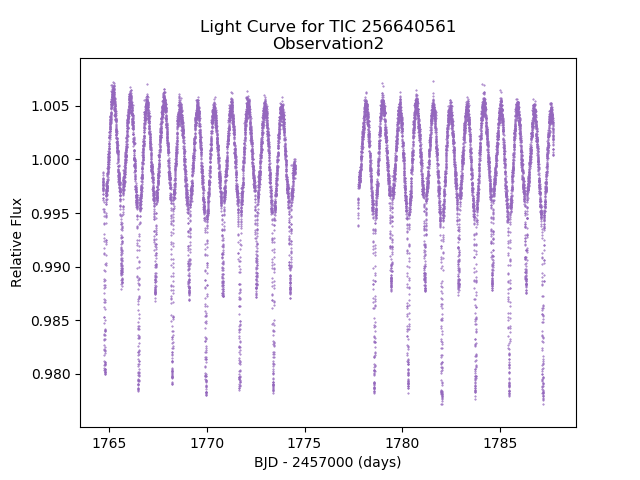 Light Curve for TIC 256640561
Observation2
1.005
1.000
0.995
0.990
0.985
0.980
Relative Flux
1765
1770
1775
1780
1785
BJD - 2457000 (days)